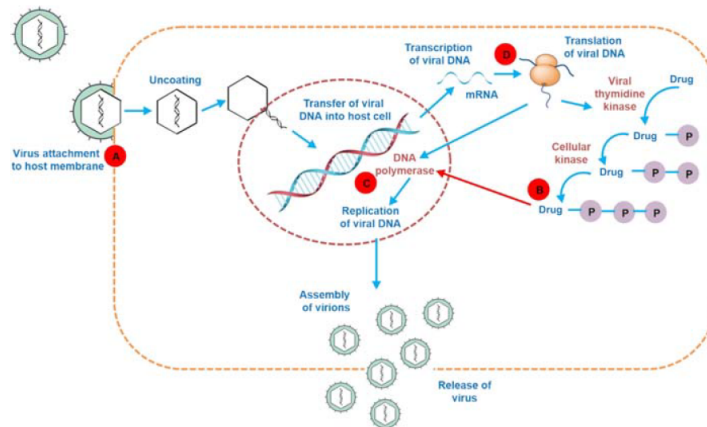 Transcription
of viral DNA
D
Translation
of viral DNA
Uncoating
mRNA
Viral
thymidine
kinase
Drug
Transfer of viral
DNA into host cell
Drug
P
Virus attachment
to host membrane
A
DNA
polymerase
C
Cellular
kinase
Drug
P
P
B
Drug
P
P
P
Replication
of viral DNA
Assembly
of virions
Release of
virus